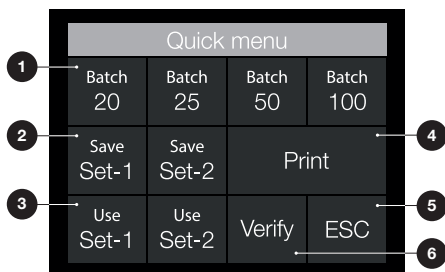 Quick menu
1
Batch Batch Batch Batch
20 25 50 100
2
Save Save
Set-1 Set-2
Print
4
3
Use Use
Set-1 Set-2
Verify
ESC
5
6